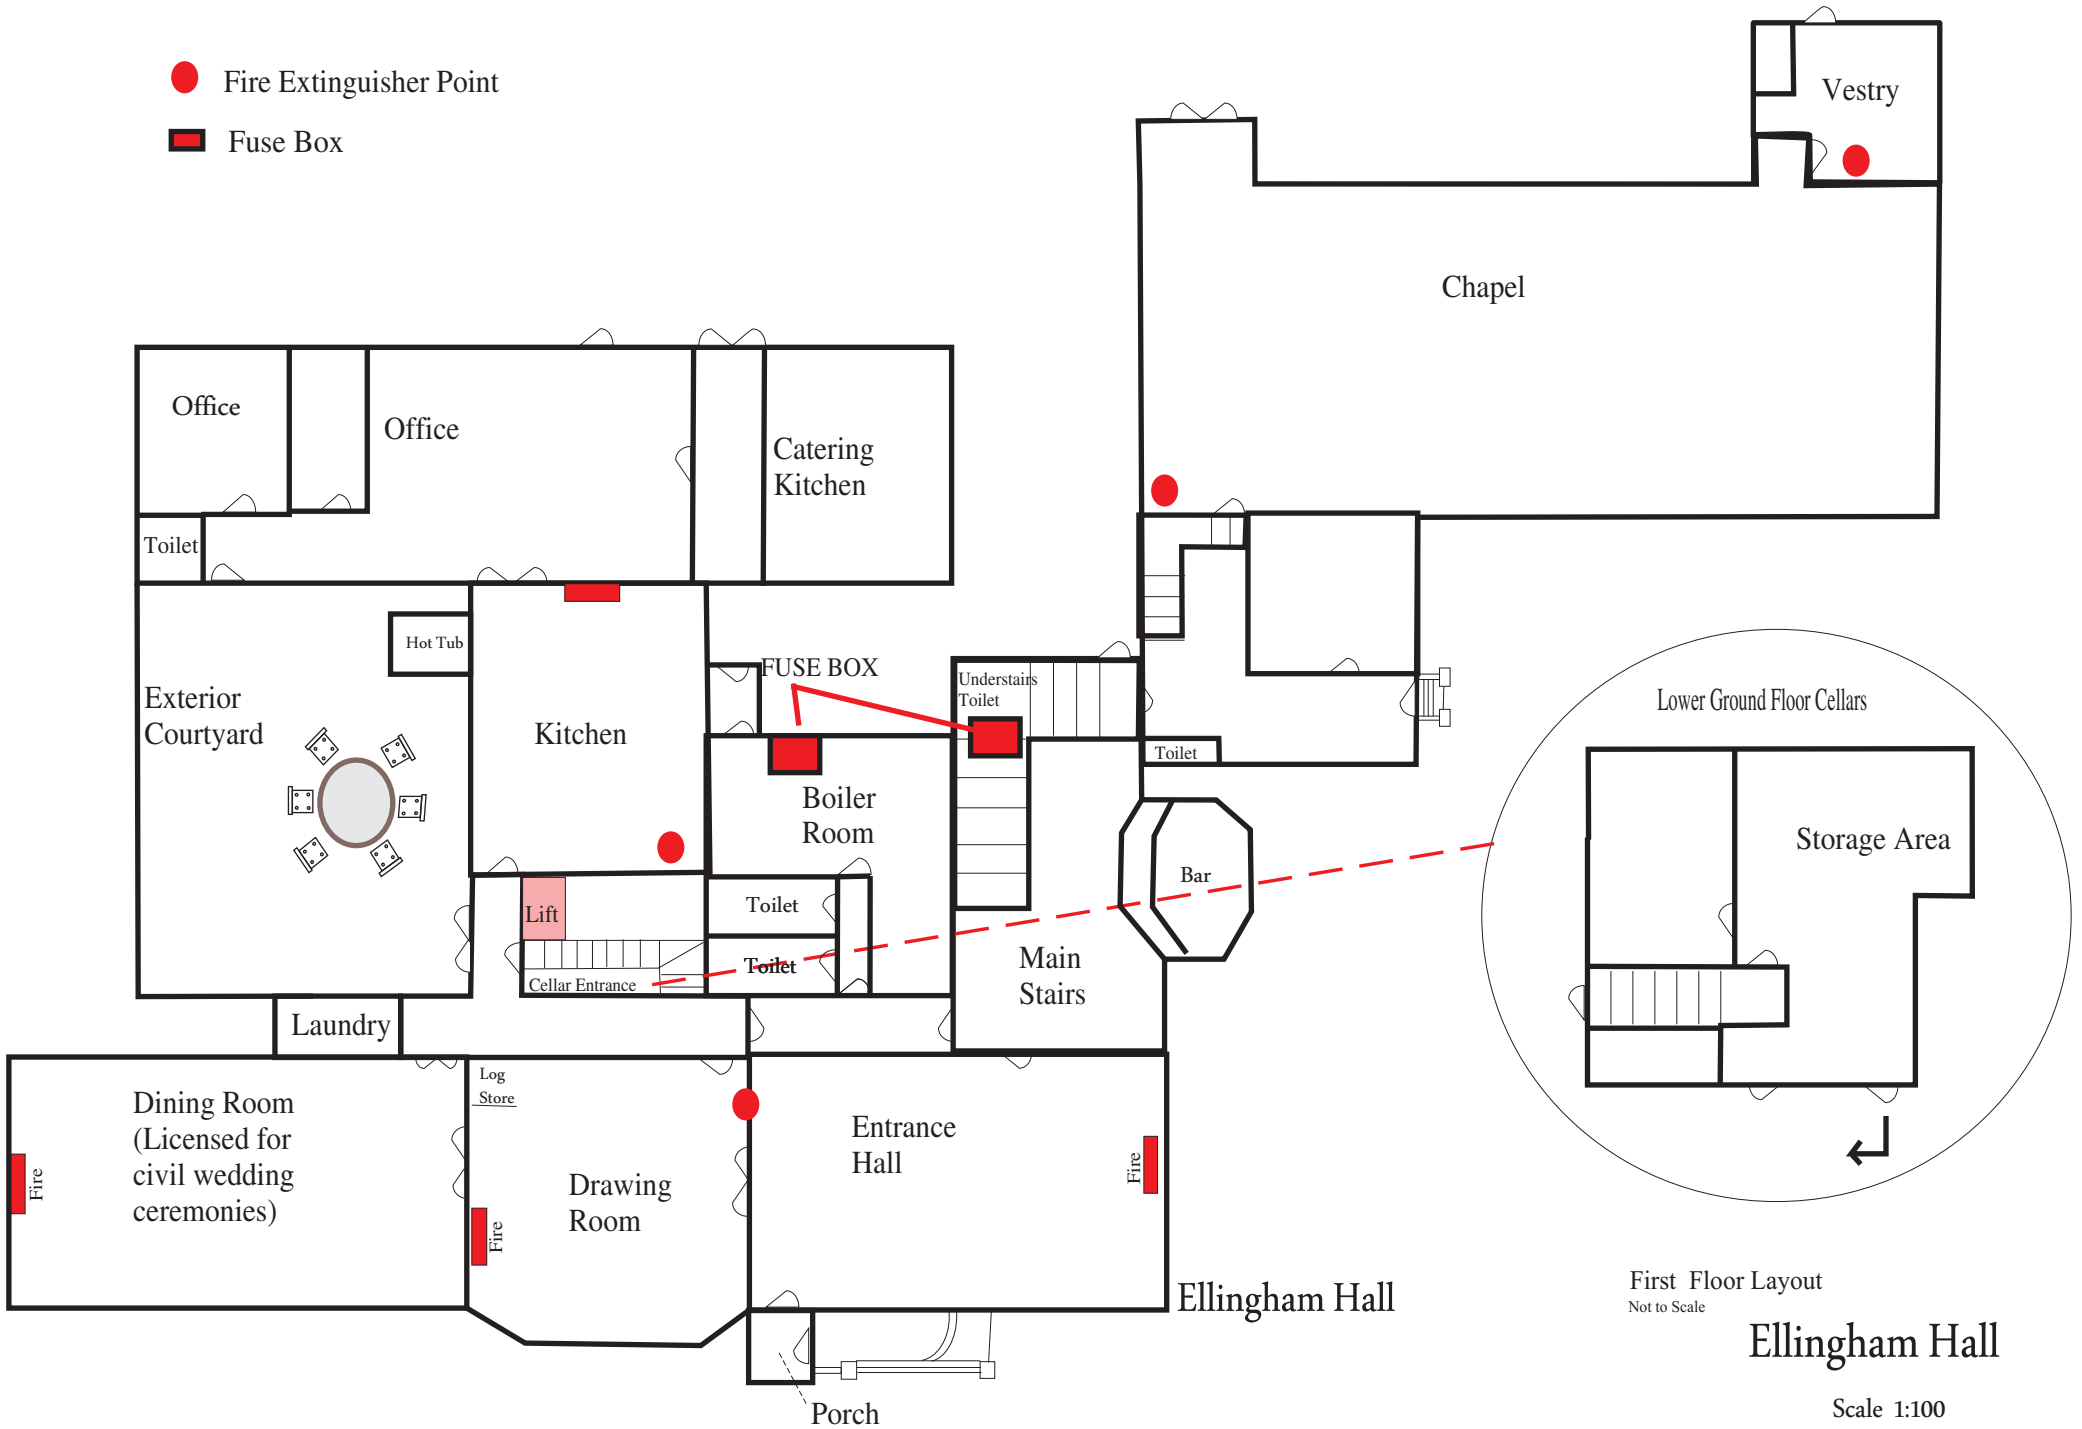 Fire Extinguisher Point
Fuse Box
Vestry
Chapel
Office
Office
Catering
Kitchen
Toilet
Hot Tub
Exterior
Courtyard
Kitchen
FUSE BOX
Understairs
Toilet
Boiler
Room
Toilet
Bar
Lift
Toilet
Toilet
Cellar Entrance
Main
Stairs
Laundry
Lower Ground Floor Cellars
Storage Area
Dining Room
(Licensed for
civil wedding
ceremonies)
Fire
Log
Store
Drawing
Room
Fire
Entrance
Hall
Fire
Ellingham Hall
Porch
First Floor Layout
Not to Scale
Ellingham Hall
Scale 1:100